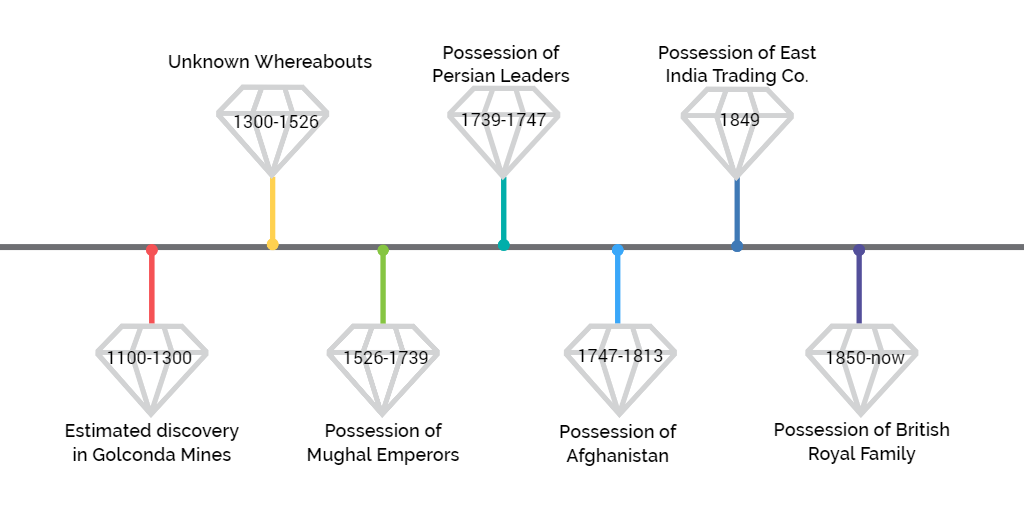 Estimated discovery
in Golconda Mines
1100-1300
Unknown Whereabouts
1300-1526
1526-1739
Possession of
Mughal Emperors
Possession of
Persian Leaders
1739-1747
1747-1813
Possession of
Afghanistan
Possession of East
India Trading Co.
1849
1850-now
Possession of British
Royal Family